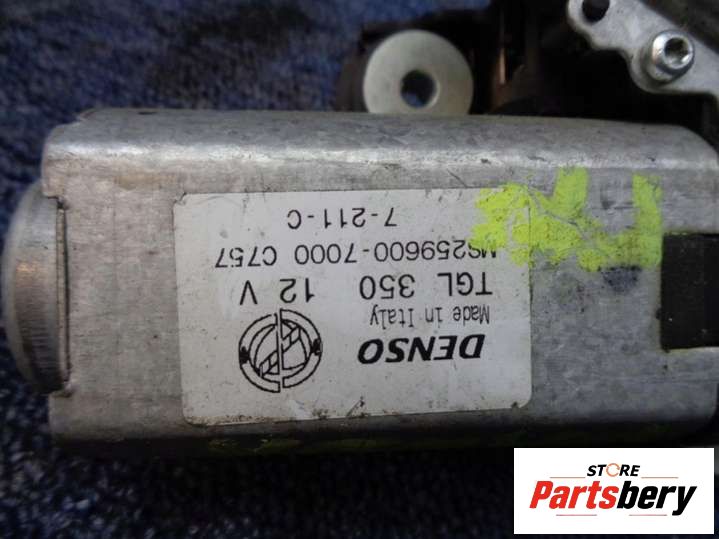 DENSO
Made in Italy
TGL 350 12 V
MS259600-7000 C757
7-211-C
STORE
Partsbery